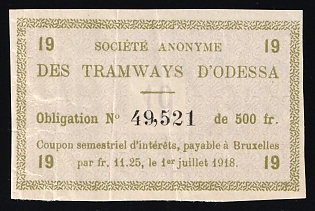 19 SOCIÉTÉ ANONYME 19
DES TRAMWAYS D'ODESSA
Obligation N° 49,521 de 500 fr.
Coupon semestriel d'intérêts, payable à Bruxelles
19 par fr. 11.25, le 1er juillet 1918. 19